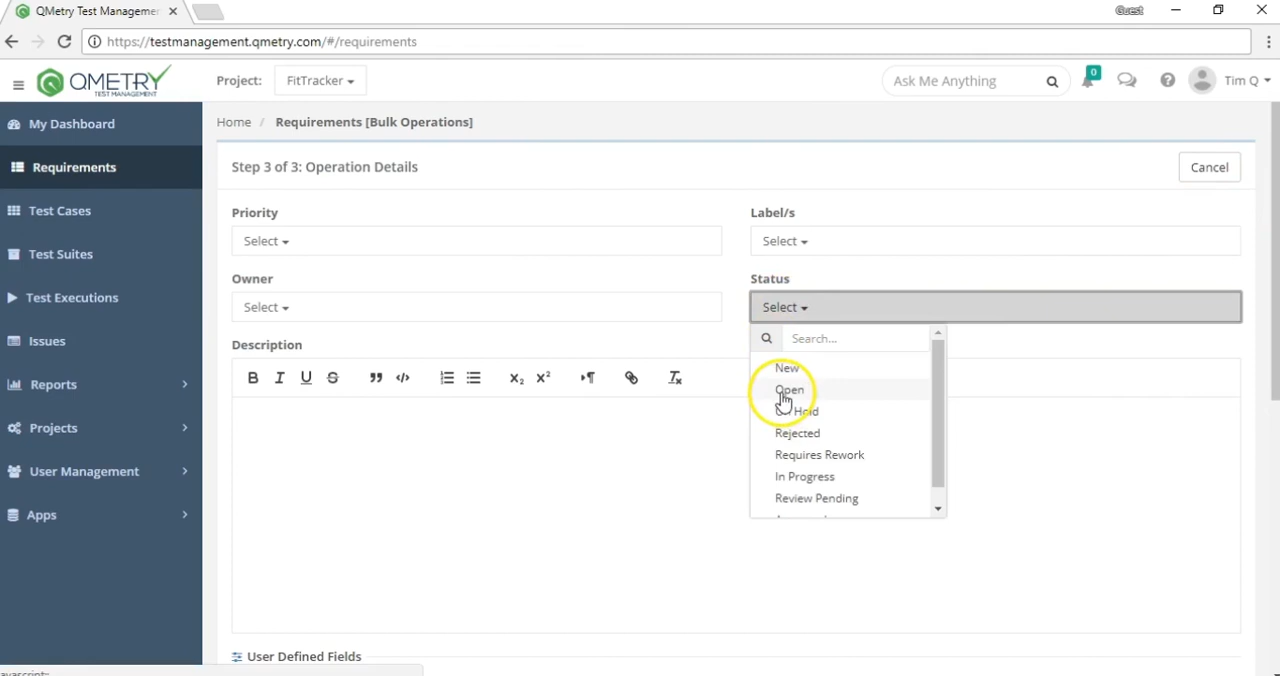 QMetry Test Managemen
Guest
https://testmanagement.qmetry.com/#/requirements
QMETRY
TEST MANAGEMENT
Project: FitTracker
Ask Me Anything
0
Tim Q
My Dashboard
Requirements
Test Cases
Test Suites
Test Executions
Issues
Reports
Projects
User Management
Apps
Home / Requirements [Bulk Operations]
Step 3 of 3: Operation Details
Cancel
Priority
Select
Label/s
Select
Owner
Select
Status
Select
Search...
New
Open
On Hold
Rejected
Requires Rework
In Progress
Review Pending
Description
B I U S
X₂ X²
User Defined Fields